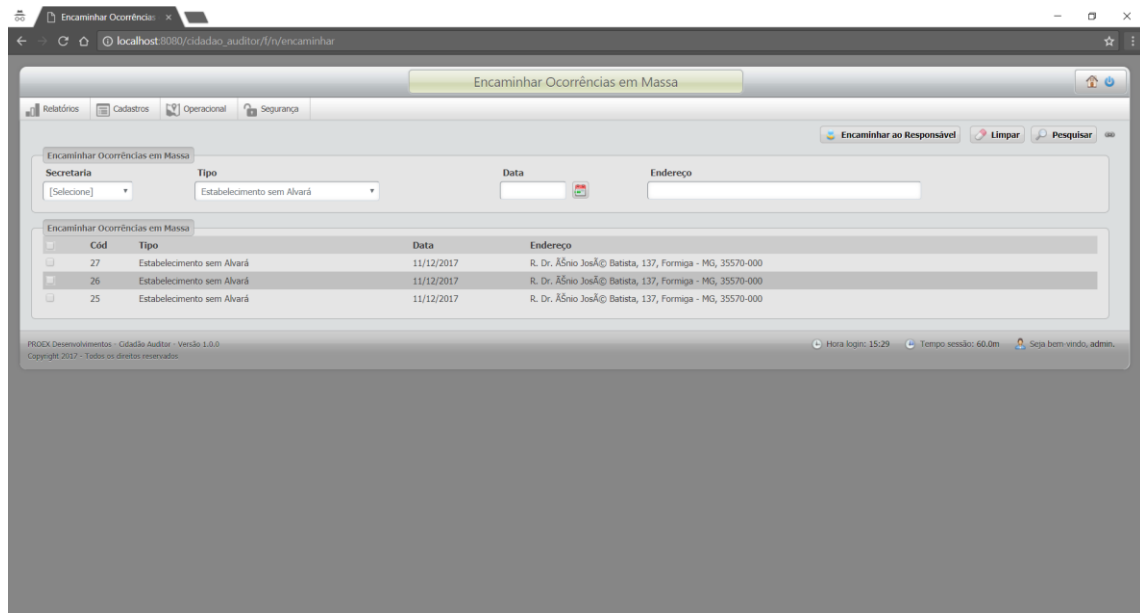 Encaminhar Ocorrências
localhost:8080/cidadao_auditor/f/n/encaminhar
Encaminhar Ocorrências em Massa
Relatórios Cadastros Operacional Segurança
Encaminhar ao Responsável Limpar Pesquisar
Encaminhar Ocorrências em Massa
Secretaria Tipo Data Endereço
[Selecione] Estabelecimento sem Alvará
Encaminhar Ocorrências em Massa
Cód Tipo Data Endereço
27 Estabelecimento sem Alvará 11/12/2017 R. Dr. ÃŠnio JosÃ© Batista, 137, Formiga - MG, 35570-000
26 Estabelecimento sem Alvará 11/12/2017 R. Dr. ÃŠnio JosÃ© Batista, 137, Formiga - MG, 35570-000
25 Estabelecimento sem Alvará 11/12/2017 R. Dr. ÃŠnio JosÃ© Batista, 137, Formiga - MG, 35570-000
PROEX Desenvolvimentos - Cidadão Auditor - Versão 1.0.0 Hora login: 15:29 Tempo sessão: 60.0m Seja bem-vindo, admin.
Copyright 2017 - Todos os direitos reservados